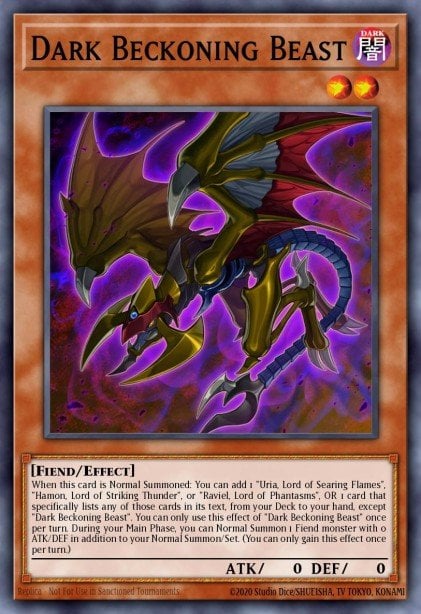 DARK BECKONING BEAST
DARK
闇
[FIEND/EFFECT]
When this card is Normal Summoned: You can add 1 "Uria, Lord of Searing Flames",
"Hamon, Lord of Striking Thunder", or "Raviel, Lord of Phantasms", OR 1 card that
specifically lists any of those cards in its text, from your Deck to your hand, except
"Dark Beckoning Beast". You can only use this effect of "Dark Beckoning Beast" once
per turn. During your Main Phase, you can Normal Summon 1 Fiend monster with 0
ATK/DEF in addition to your Normal Summon/Set. (You can only gain this effect once
per turn.)
ATK/ 0 DEF/ 0
Replica - Not For Use in Sanctioned Tournaments
©2020 Studio Dice/SHUEISHA, TV TOKYO, KONAMI